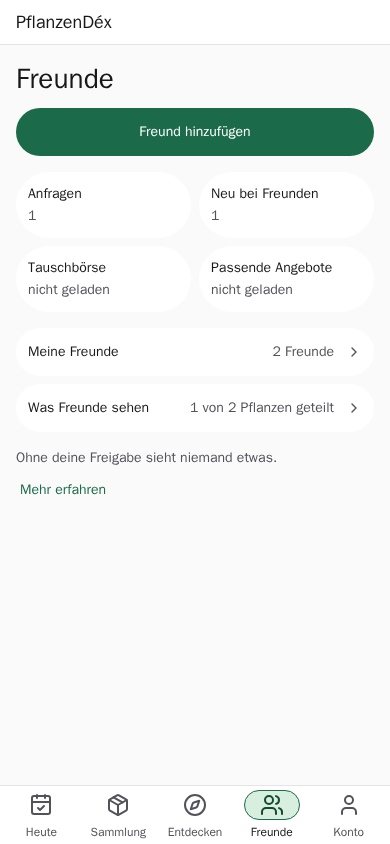 PflanzenDéx
Freunde
Freund hinzufügen
Anfragen
1
Neu bei Freunden
1
Tauschbörse
nicht geladen
Passende Angebote
nicht geladen
Meine Freunde
2 Freunde
Was Freunde sehen
1 von 2 Pflanzen geteilt
Ohne deine Freigabe sieht niemand etwas.
Mehr erfahren
Heute
Sammlung
Entdecken
Freunde
Konto